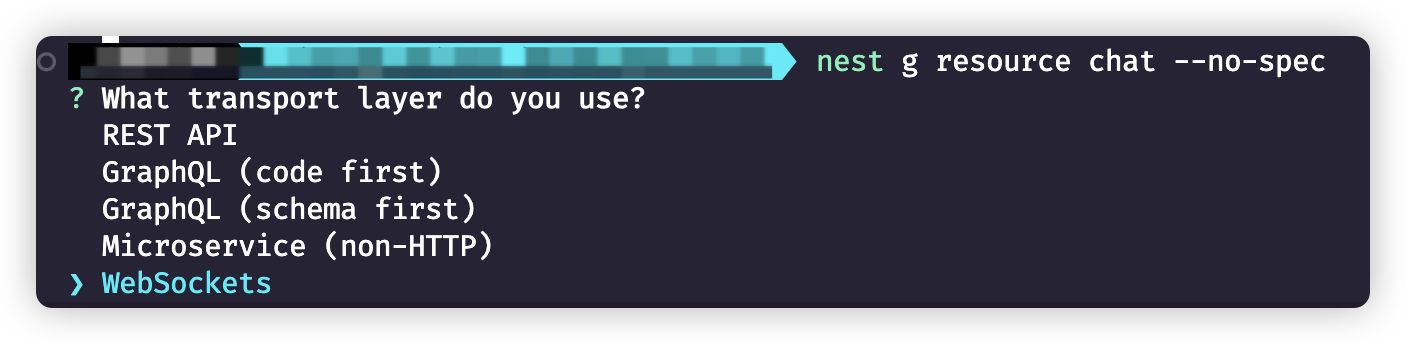 nest g resource chat --no-spec
? What transport layer do you use?
REST API
GraphQL (code first)
GraphQL (schema first)
Microservice (non-HTTP)
❯ WebSockets